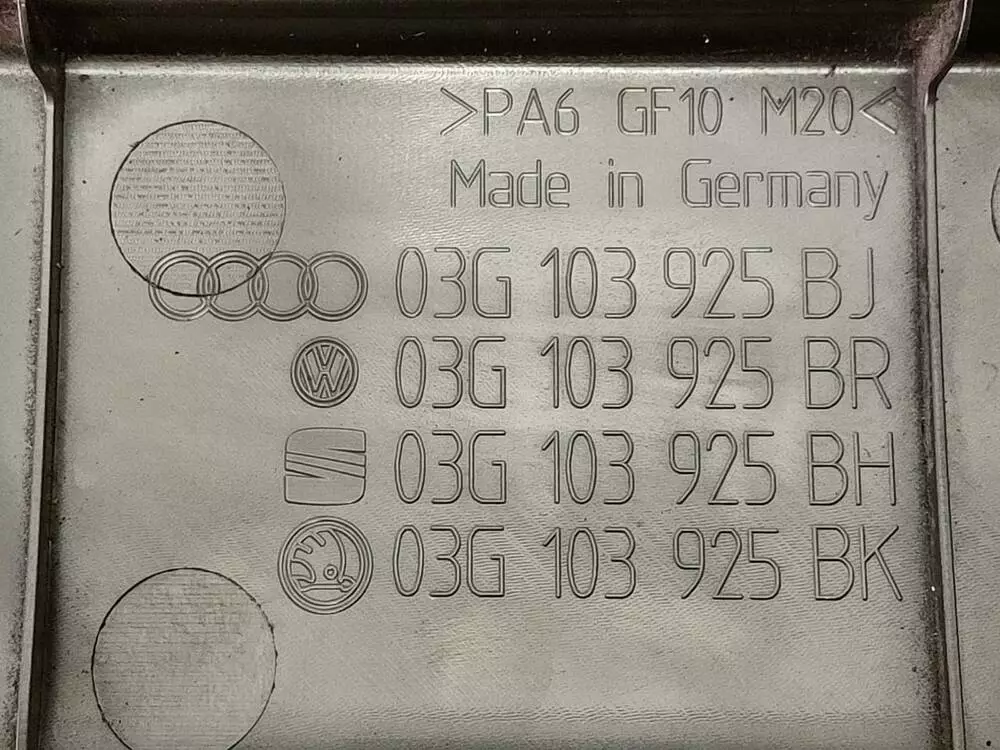 >PA6 GF10 M20<
Made in Germany
03G 103 925 BJ
VW 03G 103 925 BR
S 03G 103 925 BH
03G 103 925 BK